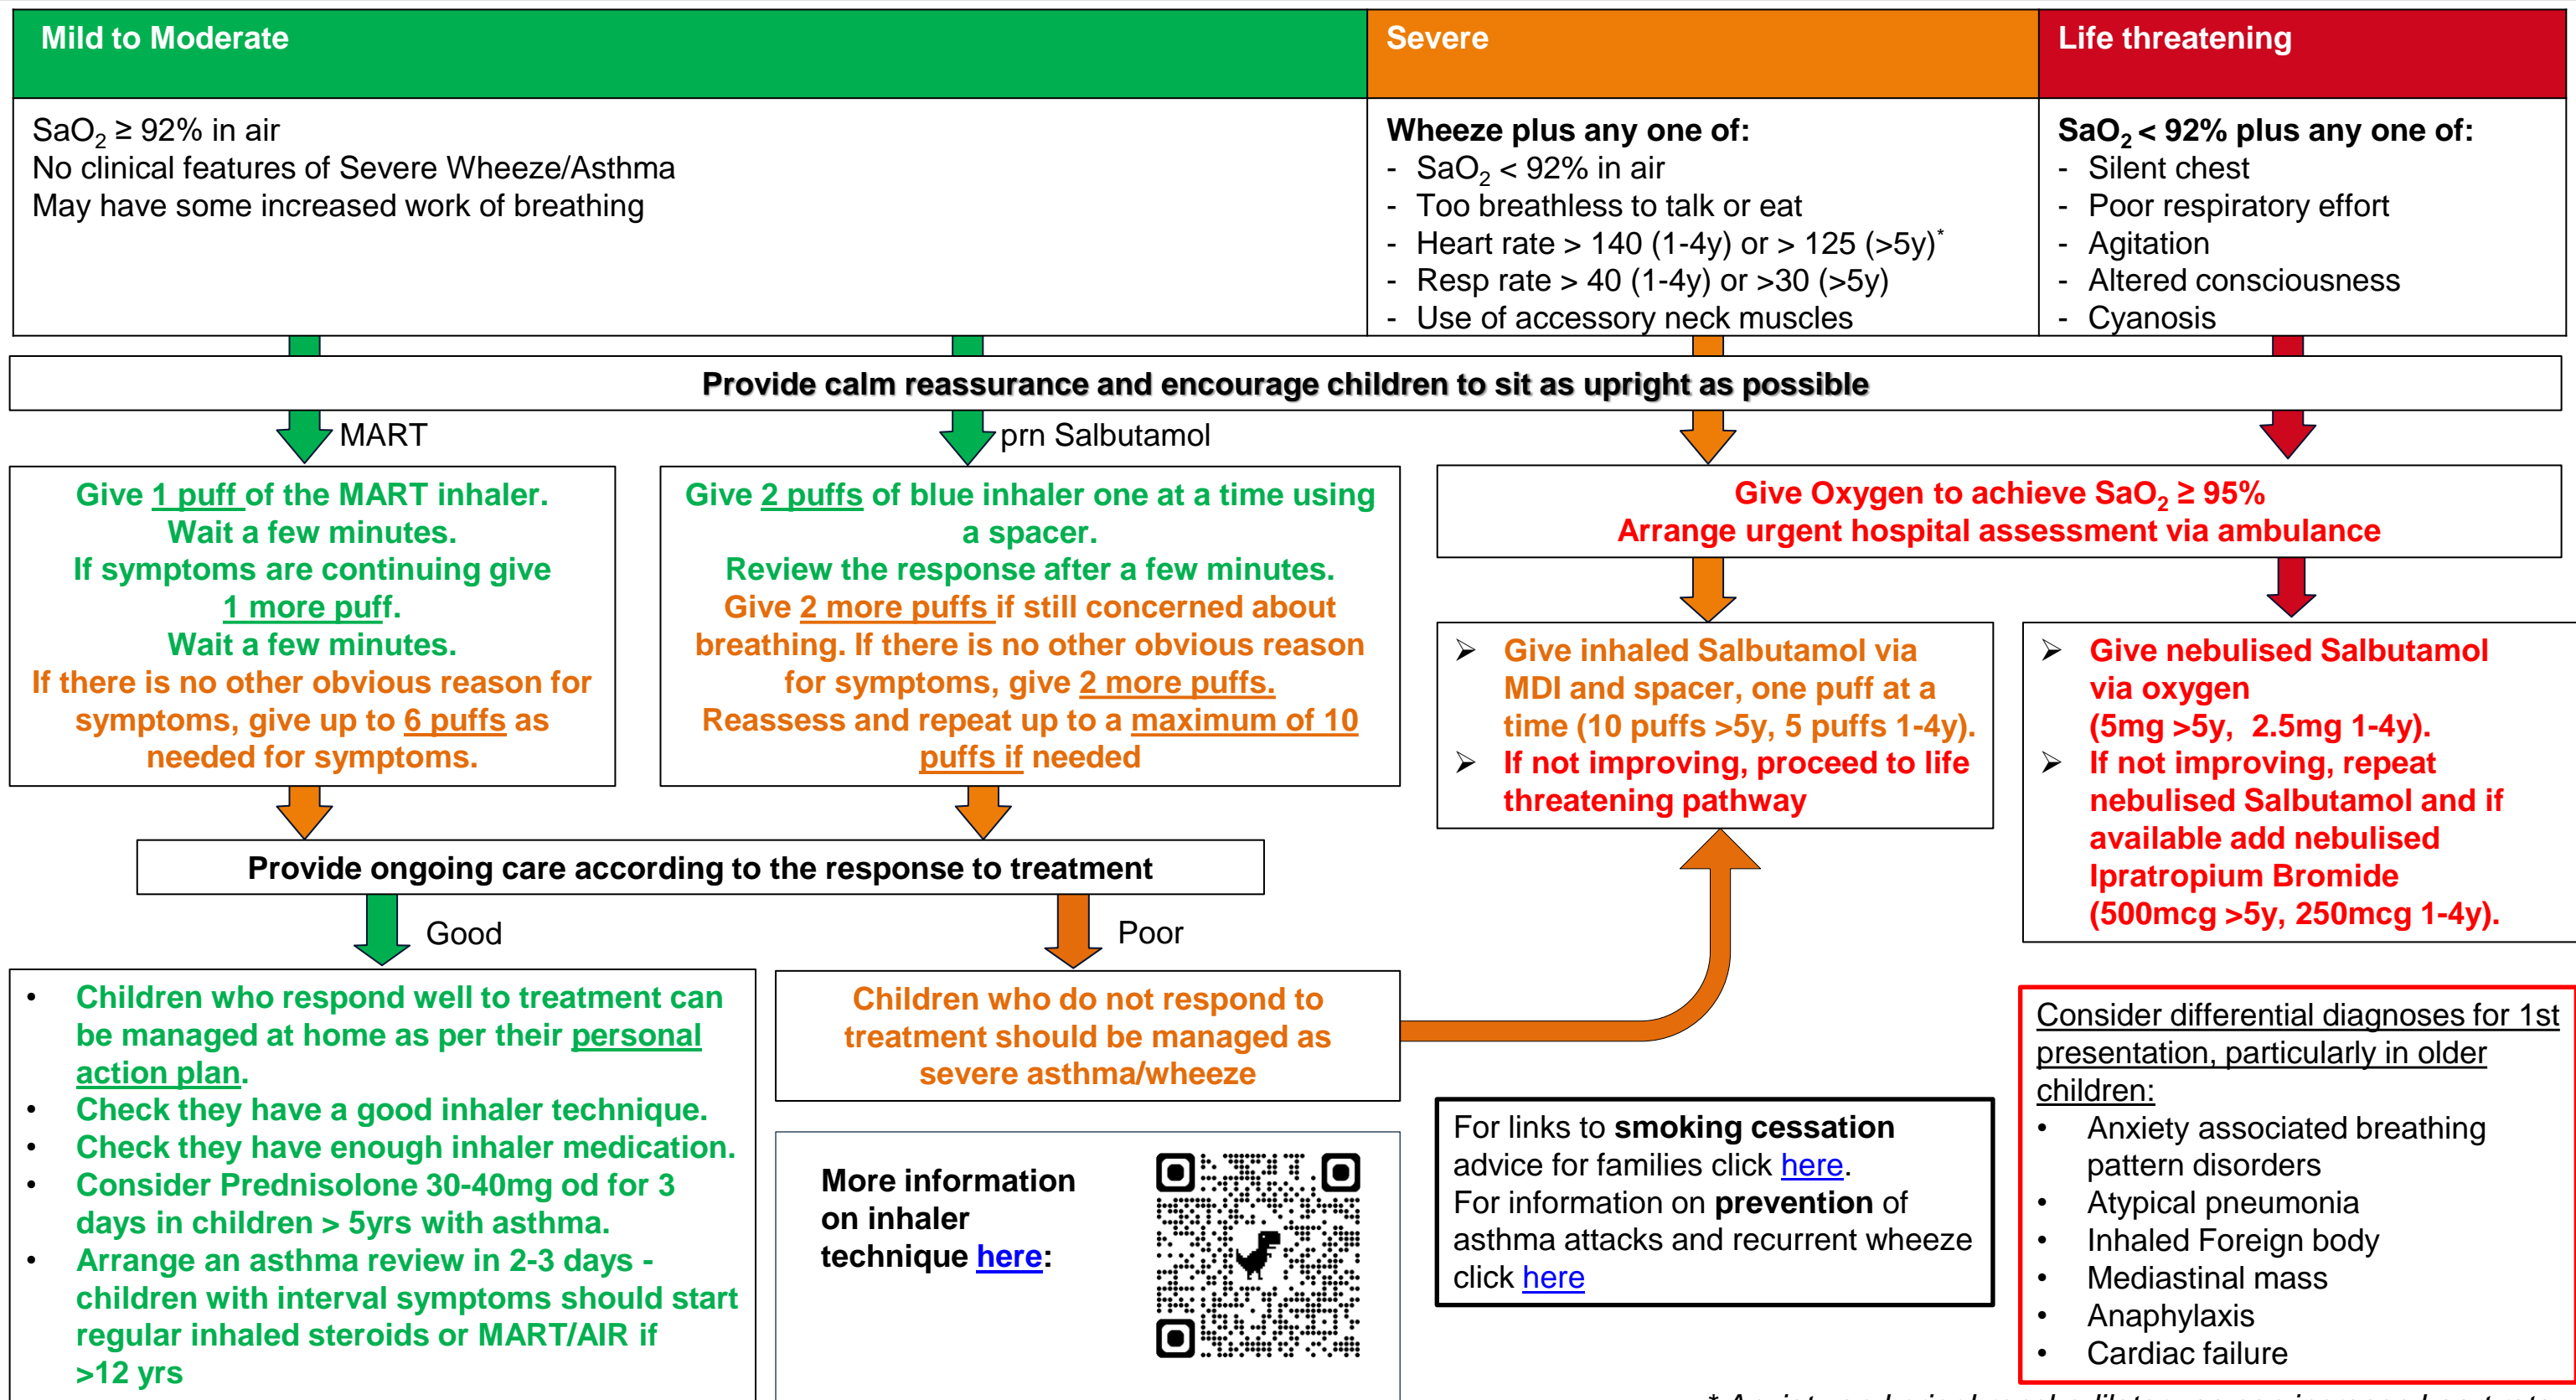 Mild to Moderate
Severe
Life threatening
SaO₂ ≥ 92% in air
No clinical features of Severe Wheeze/Asthma
May have some increased work of breathing
Wheeze plus any one of:
- SaO₂ < 92% in air
- Too breathless to talk or eat
- Heart rate > 140 (1-4y) or > 125 (>5y)*
- Resp rate > 40 (1-4y) or >30 (>5y)
- Use of accessory neck muscles
SaO₂ < 92% plus any one of:
- Silent chest
- Poor respiratory effort
- Agitation
- Altered consciousness
- Cyanosis
Provide calm reassurance and encourage children to sit as upright as possible
MART
prn Salbutamol
Give 1 puff of the MART inhaler.
Wait a few minutes.
If symptoms are continuing give
1 more puff.
Wait a few minutes.
If there is no other obvious reason for
symptoms, give up to 6 puffs as
needed for symptoms.
Give 2 puffs of blue inhaler one at a time using
a spacer.
Review the response after a few minutes.
Give 2 more puffs if still concerned about
breathing. If there is no other obvious reason
for symptoms, give 2 more puffs.
Reassess and repeat up to a maximum of 10
puffs if needed
Give Oxygen to achieve SaO₂ ≥ 95%
Arrange urgent hospital assessment via ambulance
➢ Give inhaled Salbutamol via
MDI and spacer, one puff at a
time (10 puffs >5y, 5 puffs 1-4y).
➢ If not improving, proceed to life
threatening pathway
➢ Give nebulised Salbutamol
via oxygen
(5mg >5y, 2.5mg 1-4y).
➢ If not improving, repeat
nebulised Salbutamol and if
available add nebulised
Ipratropium Bromide
(500mcg >5y, 250mcg 1-4y).
Provide ongoing care according to the response to treatment
Good
Poor
• Children who respond well to treatment can
be managed at home as per their personal
action plan.
• Check they have a good inhaler technique.
• Check they have enough inhaler medication.
• Consider Prednisolone 30-40mg od for 3
days in children > 5yrs with asthma.
• Arrange an asthma review in 2-3 days -
children with interval symptoms should start
regular inhaled steroids or MART/AIR if
>12 yrs
Children who do not respond to
treatment should be managed as
severe asthma/wheeze
More information
on inhaler
technique here:
For links to smoking cessation
advice for families click here.
For information on prevention of
asthma attacks and recurrent wheeze
click here
Consider differential diagnoses for 1st
presentation, particularly in older
children:
• Anxiety associated breathing
pattern disorders
• Atypical pneumonia
• Inhaled Foreign body
• Mediastinal mass
• Anaphylaxis
• Cardiac failure